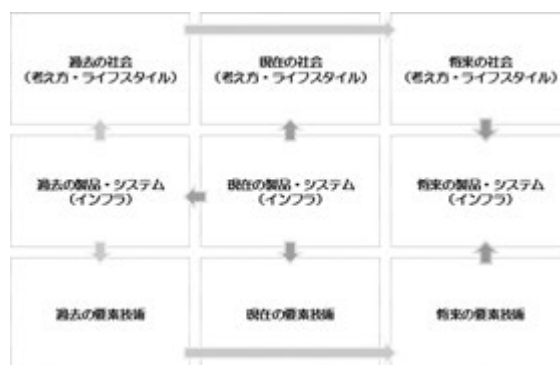 過去の社会
(考え方・ライフスタイル)
現在の社会
(考え方・ライフスタイル)
将来の社会
(考え方・ライフスタイル)
過去の製品・システム
(インフラ)
現在の製品・システム
(インフラ)
将来の製品・システム
(インフラ)
過去の要素技術
現在の要素技術
将来の要素技術